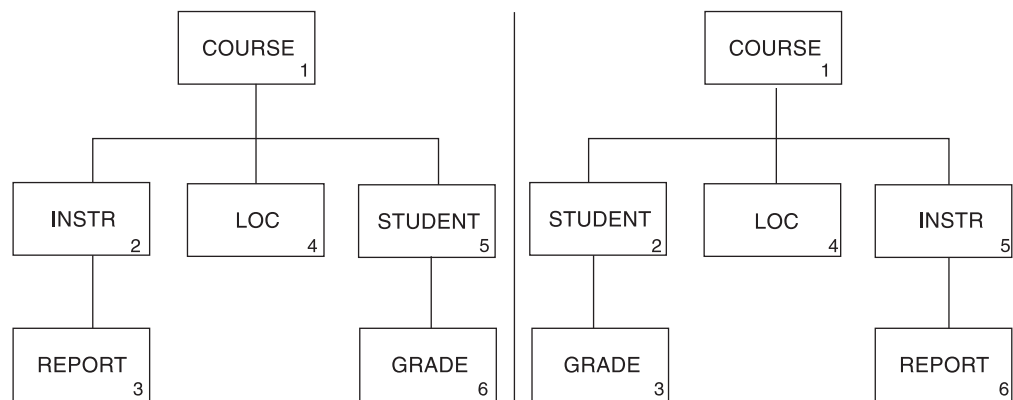 COURSE
1
INSTR
2
LOC
4
STUDENT
5
REPORT
3
GRADE
6
COURSE
1
STUDENT
2
LOC
4
INSTR
5
GRADE
3
REPORT
6